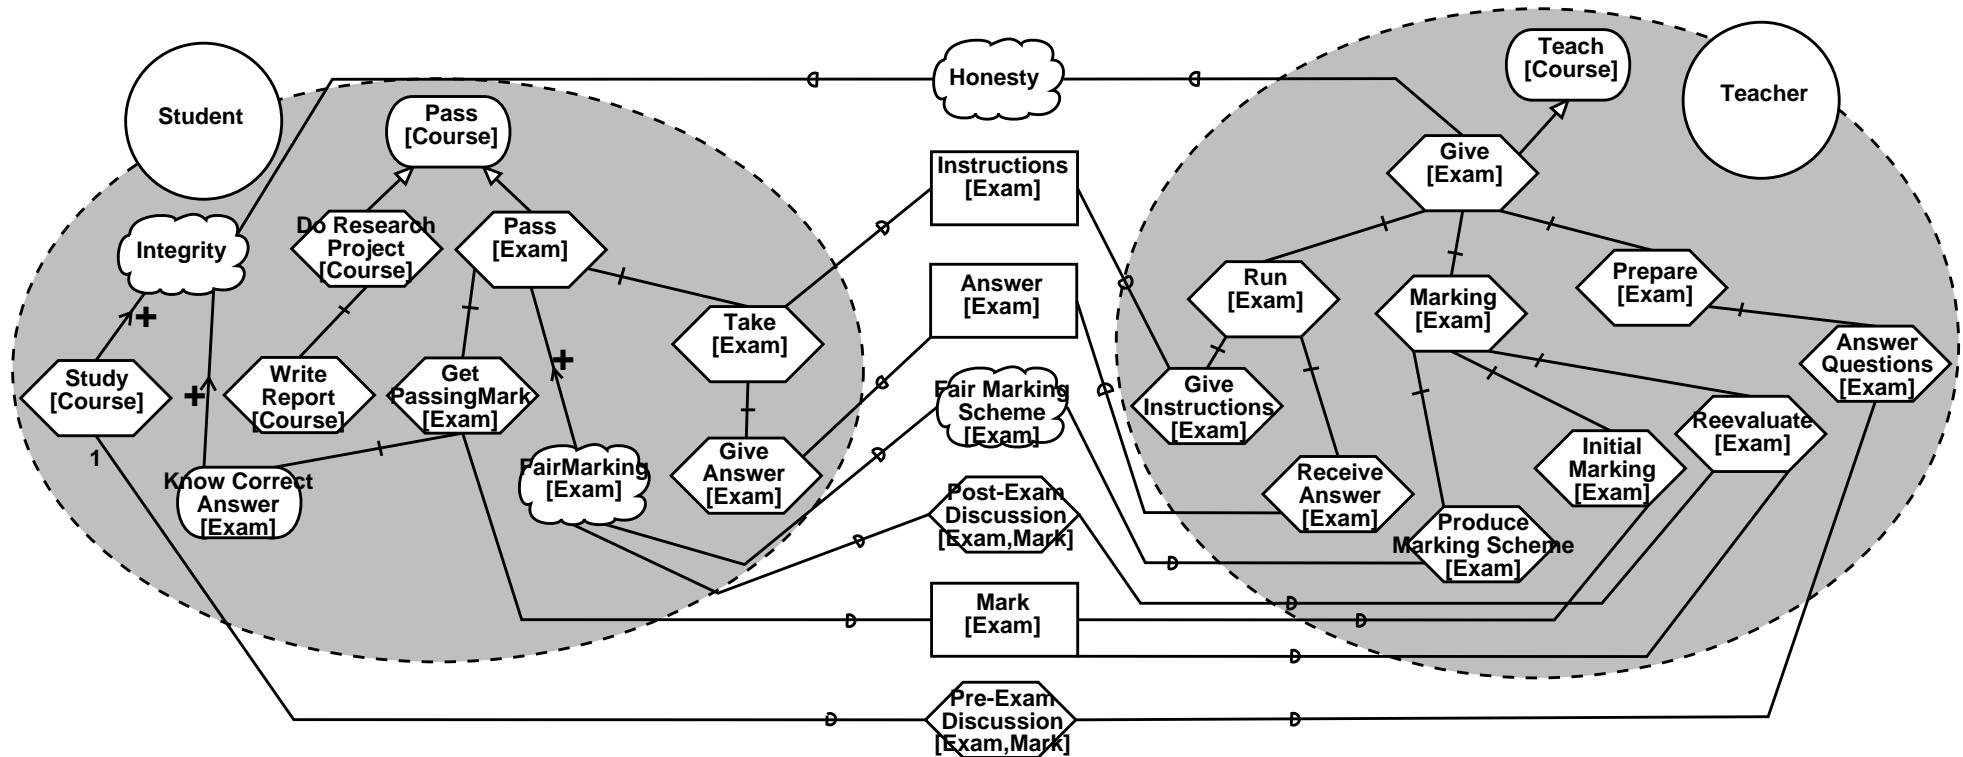 Student
Pass
[Course]
Integrity
Do Research
Project
[Course]
Pass
[Exam]
Take
[Exam]
+
Study
[Course]
1
+
Write
Report
[Course]
Get
PassingMark
[Exam]
+
Know Correct
Answer
[Exam]
FairMarking
[Exam]
Give
Answer
[Exam]
Honesty
Instructions
[Exam]
Answer
[Exam]
Fair Marking
Scheme
[Exam]
Post-Exam
Discussion
[Exam,Mark]
Mark
[Exam]
Pre-Exam
Discussion
[Exam,Mark]
Teach
[Course]
Teacher
Give
[Exam]
Run
[Exam]
Marking
[Exam]
Prepare
[Exam]
Answer
Questions
[Exam]
Give
Instructions
[Exam]
Receive
Answer
[Exam]
Produce
Marking Scheme
[Exam]
Initial
Marking
[Exam]
Reevaluate
[Exam]